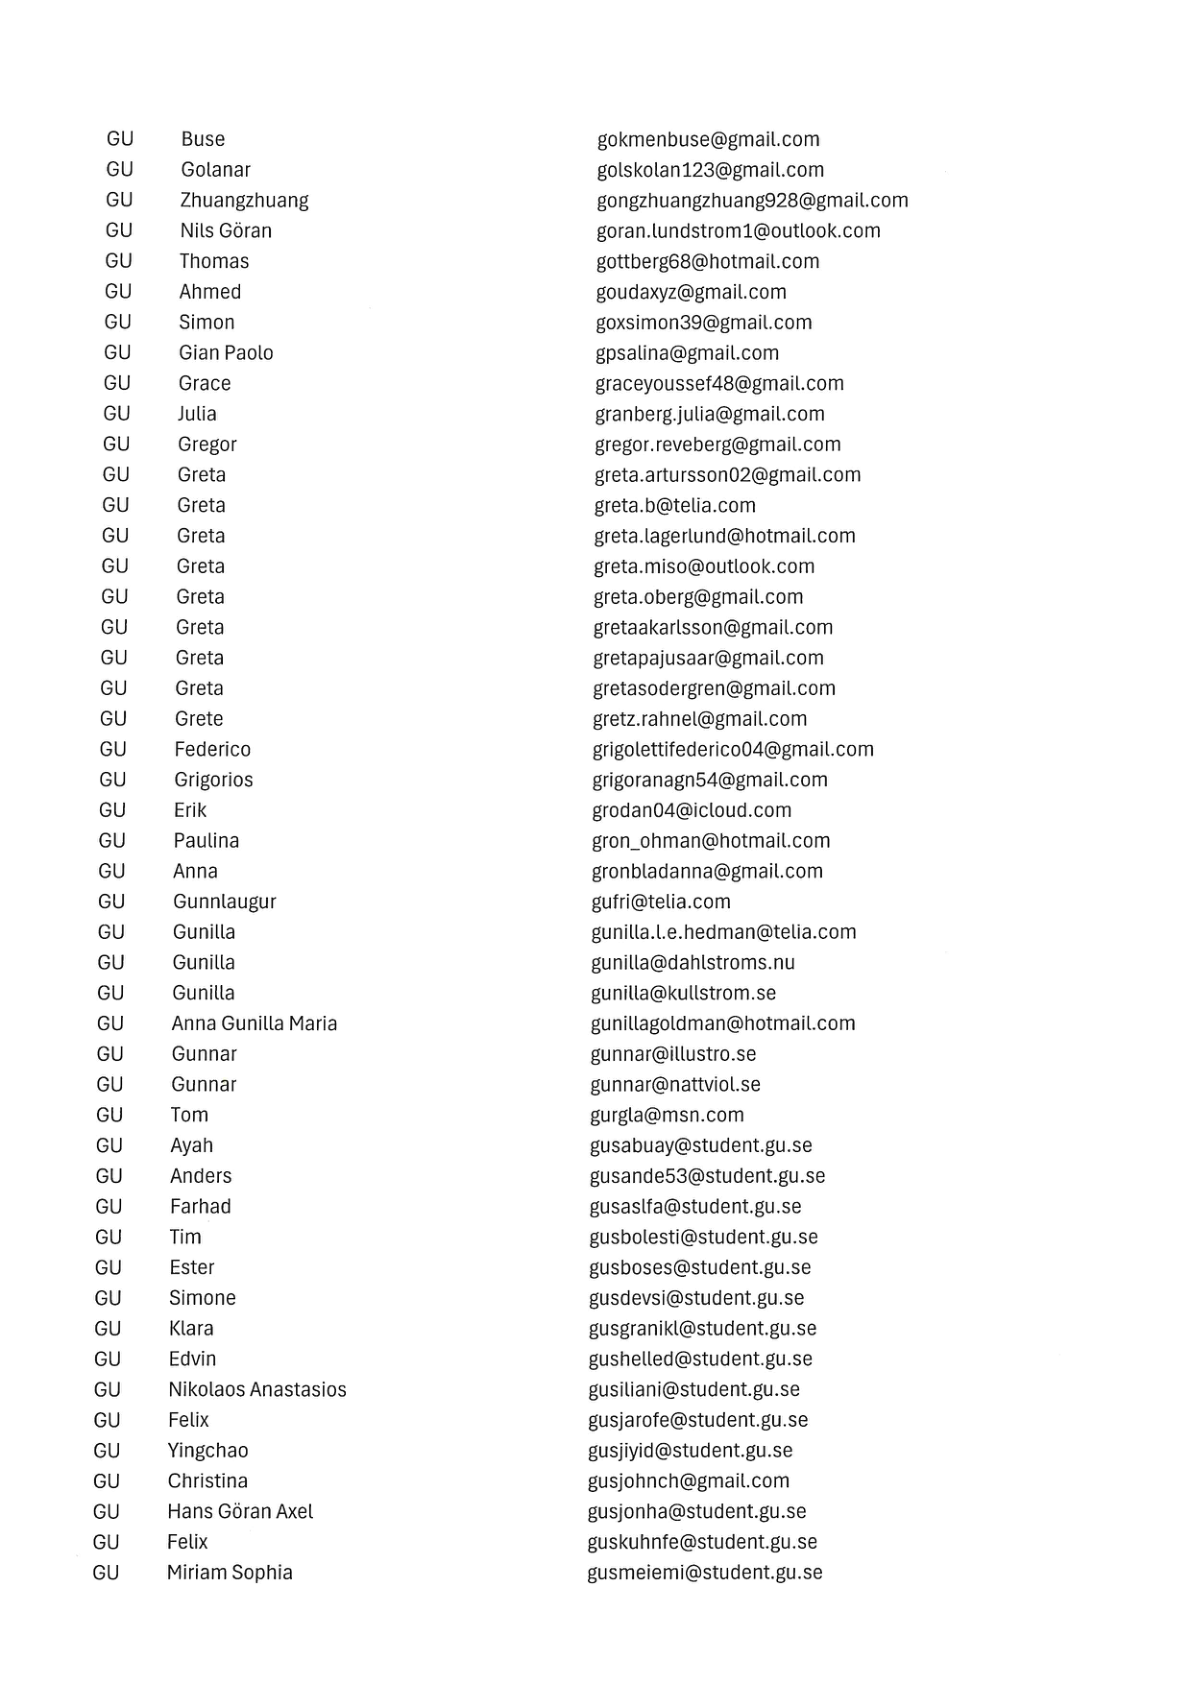 GU Buse gokmenbuse@gmail.com
GU Golanar golskolan123@gmail.com
GU Zhuangzhuang gongzhuangzhuang928@gmail.com
GU Nils Göran goran.lundstrom1@outlook.com
GU Thomas gottberg68@hotmail.com
GU Ahmed goudaxyz@gmail.com
GU Simon goxsimon39@gmail.com
GU Gian Paolo gpsalina@gmail.com
GU Grace graceyoussef48@gmail.com
GU Julia granberg.julia@gmail.com
GU Gregor gregor.reveberg@gmail.com
GU Greta greta.artursson02@gmail.com
GU Greta greta.b@telia.com
GU Greta greta.lagerlund@hotmail.com
GU Greta greta.miso@outlook.com
GU Greta greta.oberg@gmail.com
GU Greta gretaakarlsson@gmail.com
GU Greta gretapajusaar@gmail.com
GU Greta gretasodergren@gmail.com
GU Grete gretz.rahnel@gmail.com
GU Federico grigolettifederico04@gmail.com
GU Grigorios grigoranagn54@gmail.com
GU Erik grodan04@icloud.com
GU Paulina gron_ohman@hotmail.com
GU Anna gronbladanna@gmail.com
GU Gunnlaugur gufri@telia.com
GU Gunilla gunilla.l.e.hedman@telia.com
GU Gunilla gunilla@dahlstroms.nu
GU Gunilla gunilla@kullstrom.se
GU Anna Gunilla Maria gunillagoldman@hotmail.com
GU Gunnar gunnar@illustro.se
GU Gunnar gunnar@nattviol.se
GU Tom gurgla@msn.com
GU Ayah gusabuay@student.gu.se
GU Anders gusande53@student.gu.se
GU Farhad gusaslfa@student.gu.se
GU Tim gusbolesti@student.gu.se
GU Ester gusboses@student.gu.se
GU Simone gusdevsi@student.gu.se
GU Klara gusgranikl@student.gu.se
GU Edvin gushelled@student.gu.se
GU Nikolaos Anastasios gusiliani@student.gu.se
GU Felix gusjarofe@student.gu.se
GU Yingchao gusjiyid@student.gu.se
GU Christina gusjohnch@gmail.com
GU Hans Göran Axel gusjonha@student.gu.se
GU Felix guskuhnfe@student.gu.se
GU Miriam Sophia gusmeiemi@student.gu.se